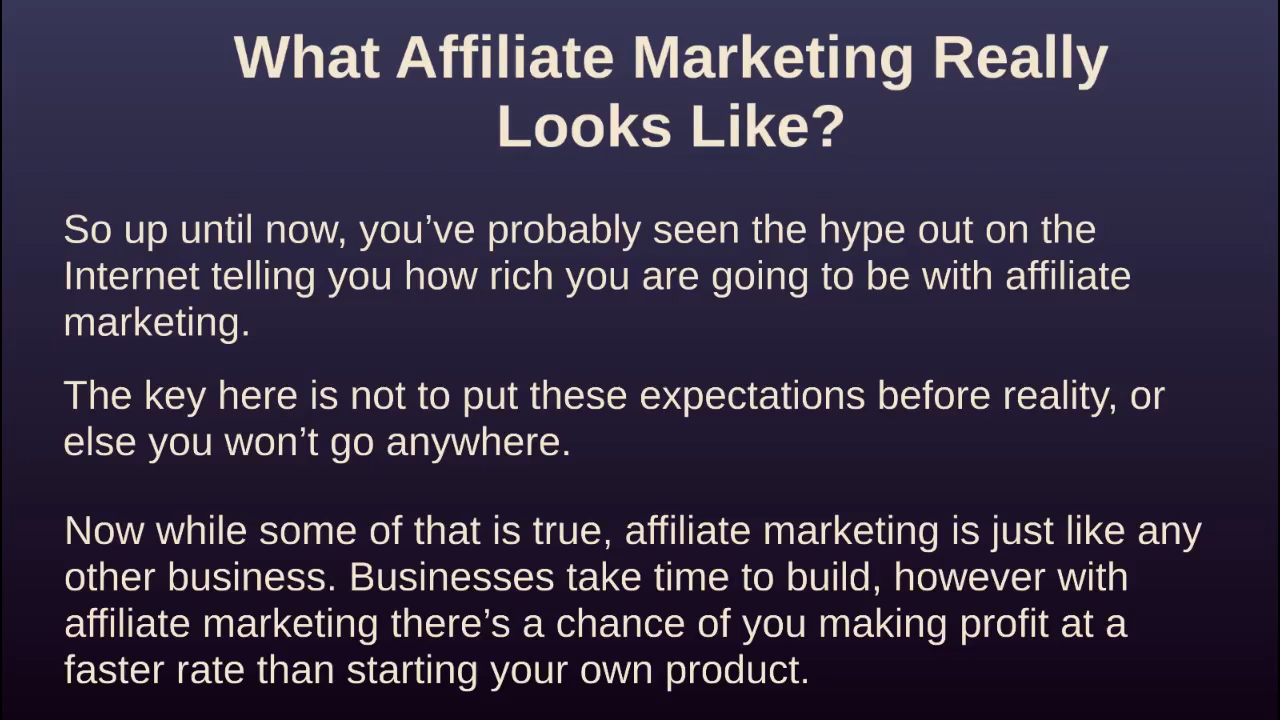 What Affiliate Marketing Really
Looks Like?
So up until now, you’ve probably seen the hype out on the
Internet telling you how rich you are going to be with affiliate
marketing.
The key here is not to put these expectations before reality, or
else you won’t go anywhere.
Now while some of that is true, affiliate marketing is just like any
other business. Businesses take time to build, however with
affiliate marketing there’s a chance of you making profit at a
faster rate than starting your own product.